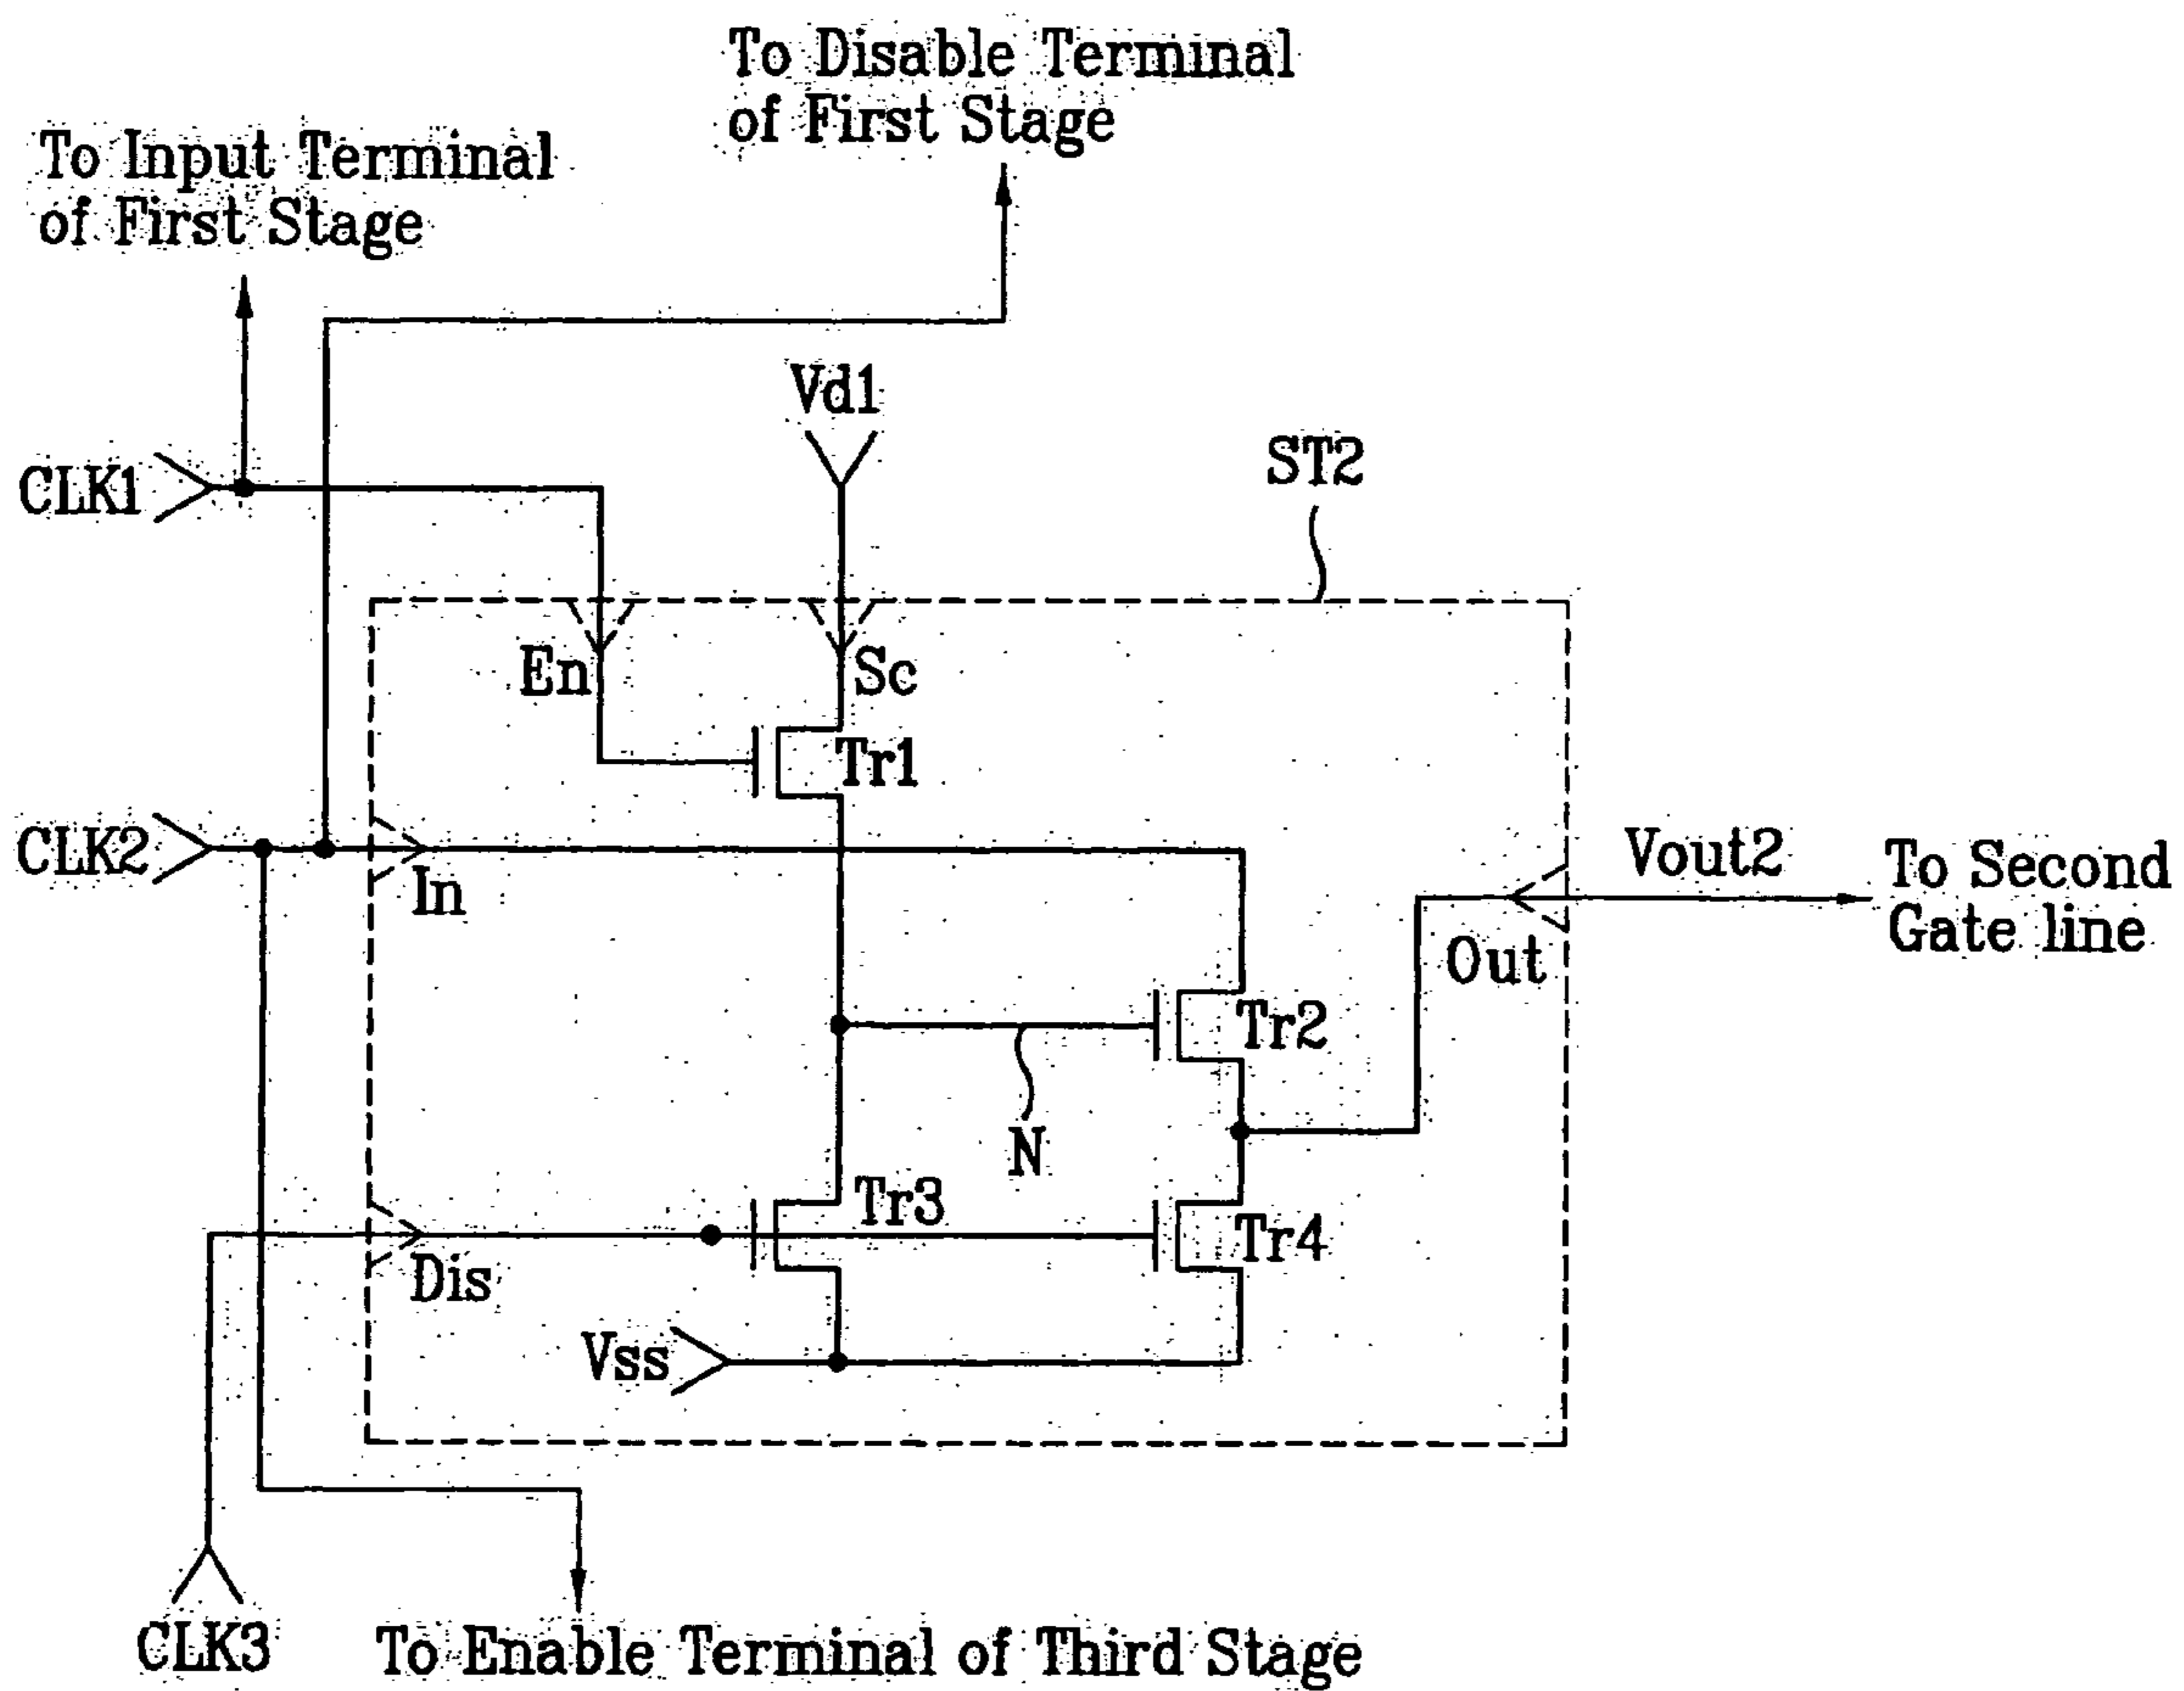 To Disable Terminal
of First Stage
To Input Terminal
of First Stage
Vd1
CLK1
ST2
En
Sc
Tr1
CLK2
In
Vout2
To Second
Gate line
Out
Tr2
N
Tr3
Tr4
Dis
Vss
CLK3
To Enable Terminal of Third Stage